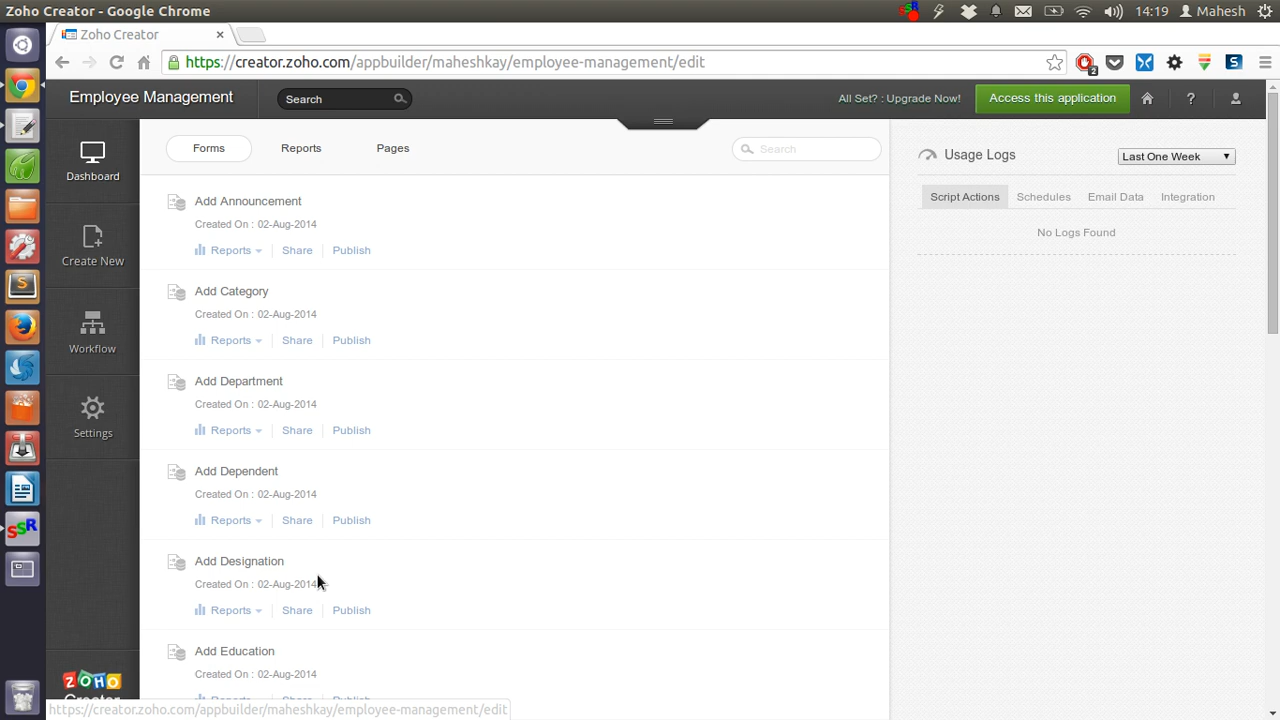 Zoho Creator - Google Chrome
14:19 Mahesh
Zoho Creator
https://creator.zoho.com/appbuilder/maheshkay/employee-management/edit
2
Employee Management
Search
All Set? : Upgrade Now!
Access this application
?
Dashboard
Create New
Workflow
Settings
ZOHO
Creator
Forms
Reports
Pages
Search
Add Announcement
Created On : 02-Aug-2014
Reports
Share
Publish
Add Category
Created On : 02-Aug-2014
Reports
Share
Publish
Add Department
Created On : 02-Aug-2014
Reports
Share
Publish
Add Dependent
Created On : 02-Aug-2014
Reports
Share
Publish
Add Designation
Created On : 02-Aug-2014
Reports
Share
Publish
Add Education
Created On : 02-Aug-2014
Reports
Share
Publish
Usage Logs
Last One Week
Script Actions
Schedules
Email Data
Integration
No Logs Found
https://creator.zoho.com/appbuilder/maheshkay/employee-management/edit